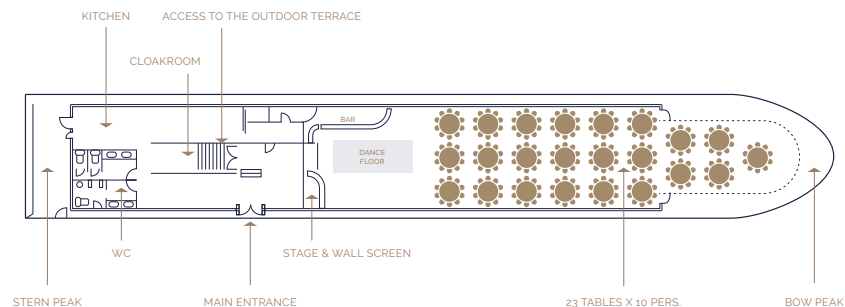 KITCHEN
ACCESS TO THE OUTDOOR TERRACE
CLOAKROOM
BAR
DANCE
FLOOR
WC
STAGE & WALL SCREEN
STERN PEAK
MAIN ENTRANCE
23 TABLES X 10 PERS.
BOW PEAK